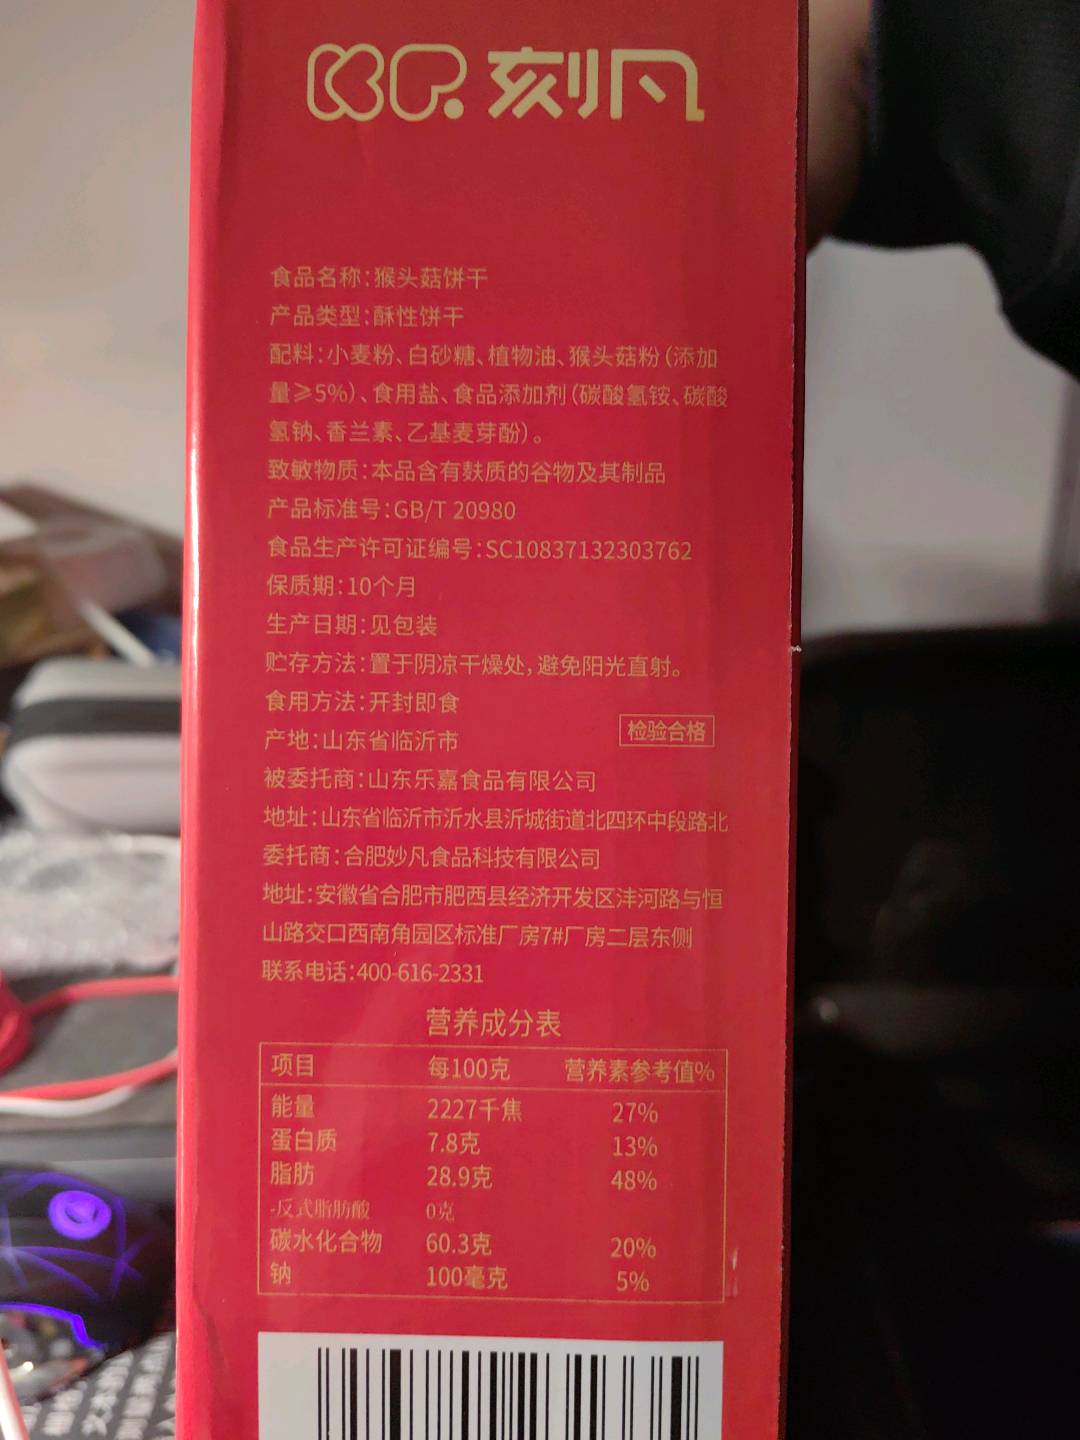 KF.刻凡
食品名称:猴头菇饼干
产品类型:酥性饼干
配料:小麦粉、白砂糖、植物油、猴头菇粉(添加
量≥5%)、食用盐、食品添加剂(碳酸氢铵、碳酸
氢钠、香兰素、乙基麦芽酚)。
致敏物质:本品含有麸质的谷物及其制品
产品标准号:GB/T 20980
食品生产许可证编号:SC10837132303762
保质期:10个月
生产日期:见包装
贮存方法:置于阴凉干燥处,避免阳光直射。
食用方法:开封即食
产地:山东省临沂市
检验合格
被委托商:山东乐嘉食品有限公司
地址:山东省临沂市沂水县沂城街道北四环中段路北
委托商:合肥妙凡食品科技有限公司
地址:安徽省合肥市肥西县经济开发区沣河路与恒
山路交口西南角园区标准厂房7#厂房二层东侧
联系电话:400-616-2331
营养成分表
项目 每100克 营养素参考值%
能量 2227千焦 27%
蛋白质 7.8克 13%
脂肪 28.9克 48%
-反式脂肪酸 0克
碳水化合物 60.3克 20%
钠 100毫克 5%